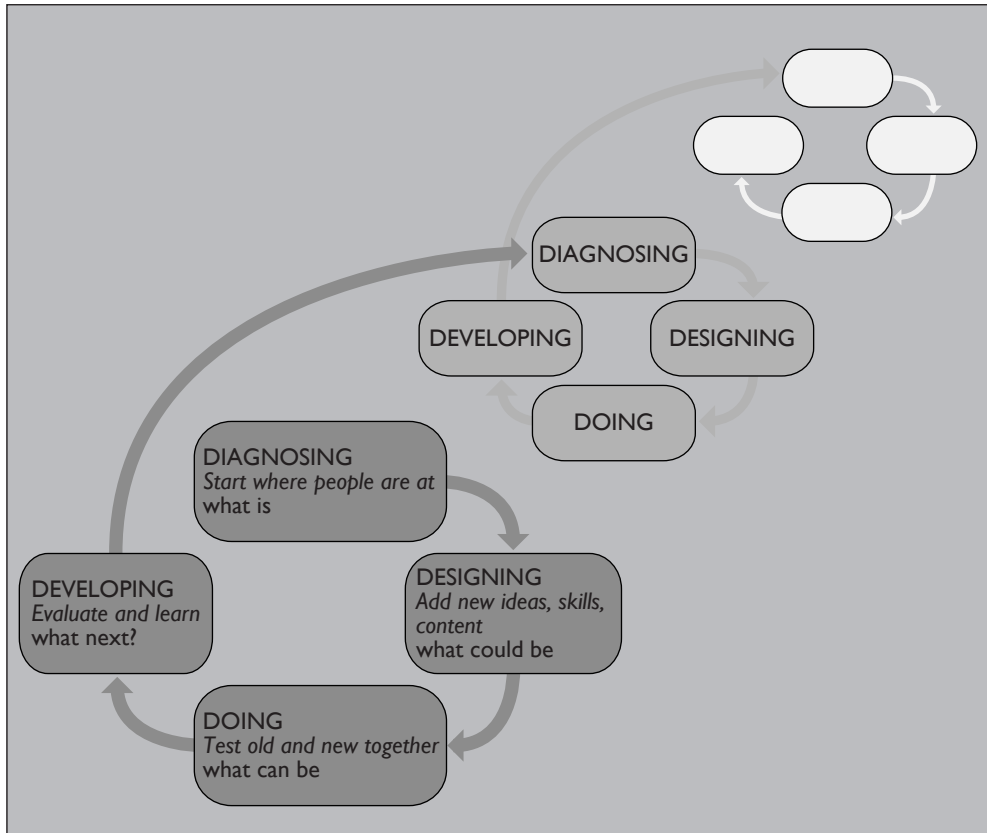 DIAGNOSING
DEVELOPING
DESIGNING
DOING
DIAGNOSING
Start where people are at
what is
DESIGNING
Add new ideas, skills,
content
what could be
DEVELOPING
Evaluate and learn
what next?
DOING
Test old and new together
what can be